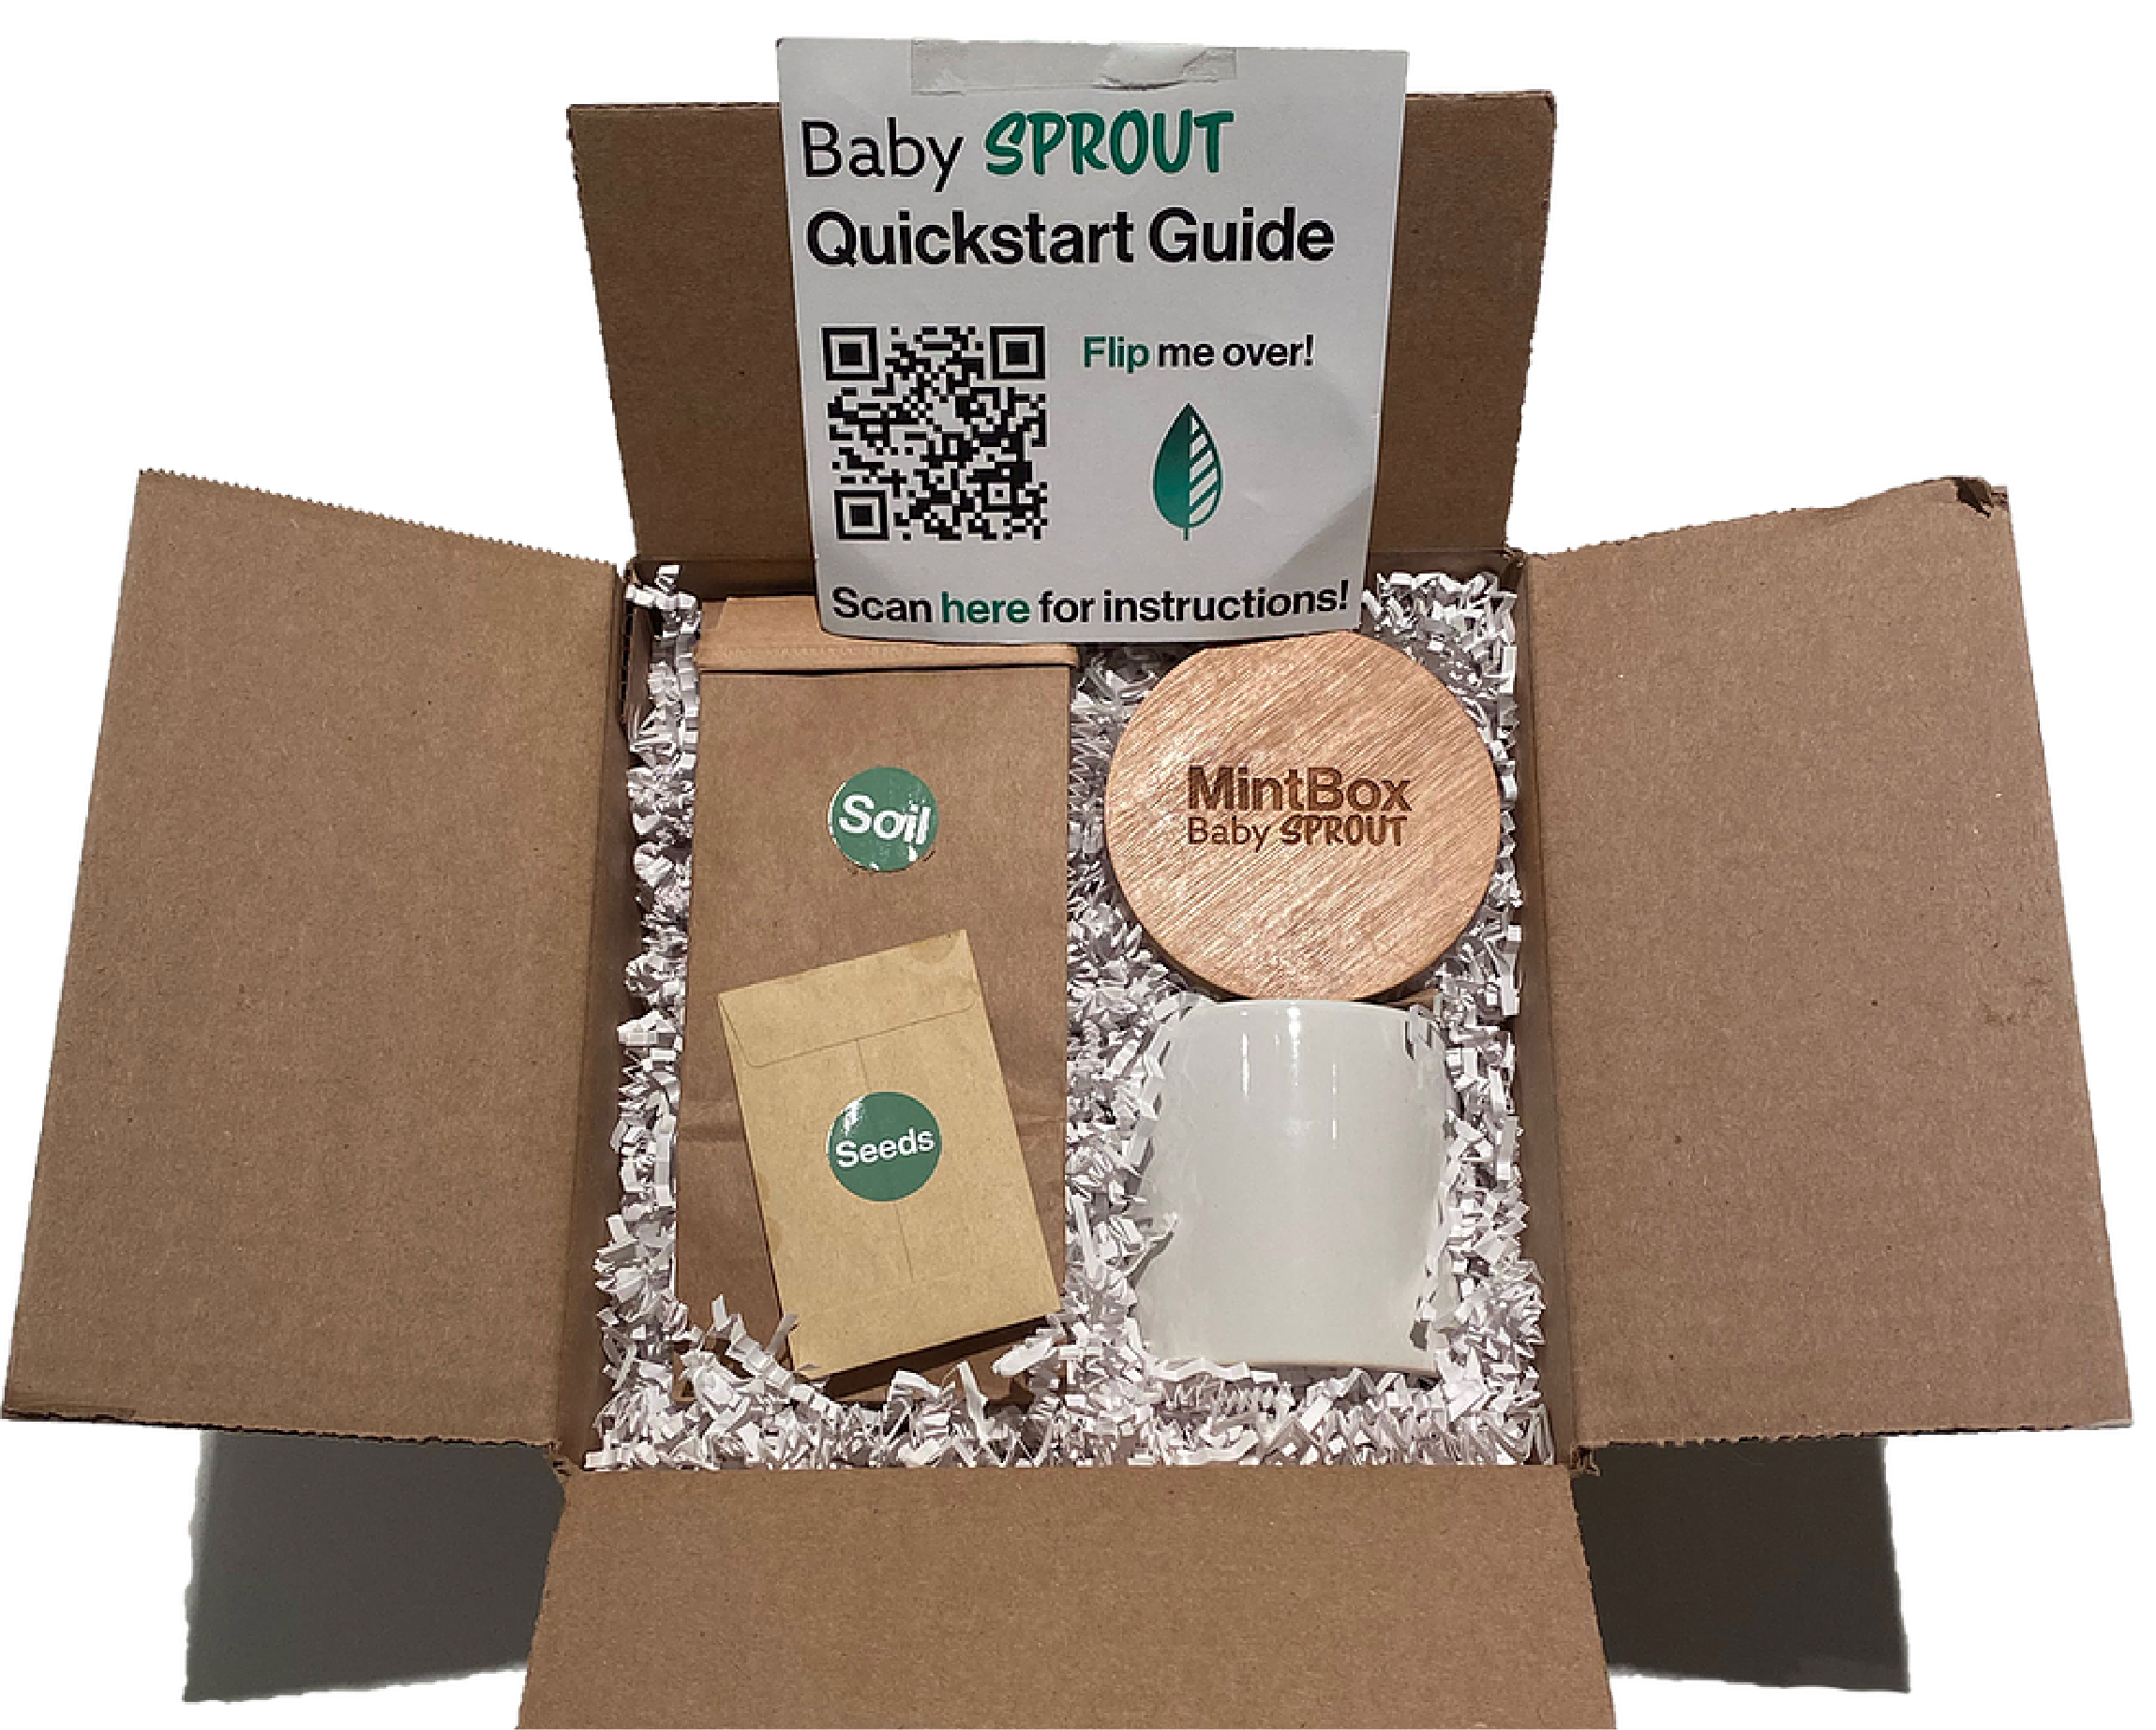 Baby SPROUT
Quickstart Guide
Flip me over!
Scan here for instructions!
Soil
MintBox
Baby SPROUT
Seeds